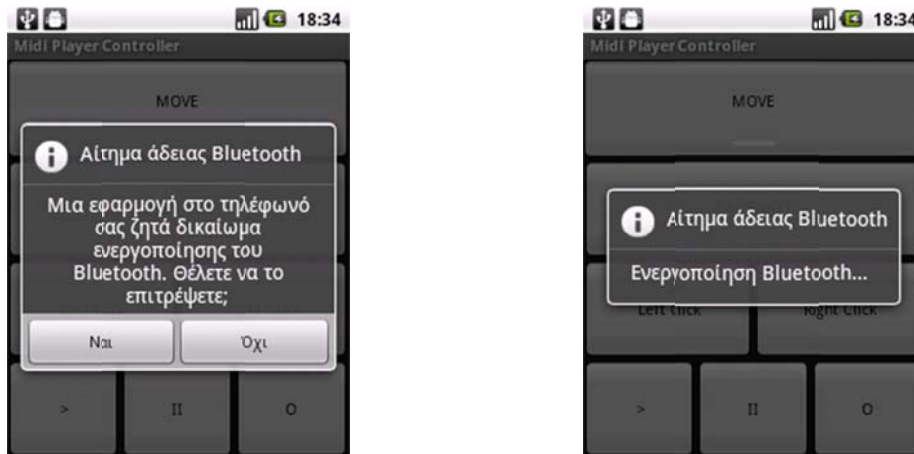 18:34
Midi Player Controller
MOVE
Αίτημα άδειας Bluetooth
Μια εφαρμογή στο τηλέφωνό
σας ζητά δικαίωμα
ενεργοποίησης του
Bluetooth. Θέλετε να το
επιτρέψετε;
Ναι Όχι
> II O
18:34
Midi Player Controller
MOVE
Αίτημα άδειας Bluetooth
Ενεργοποίηση Bluetooth...
Left Click Right Click
> II O